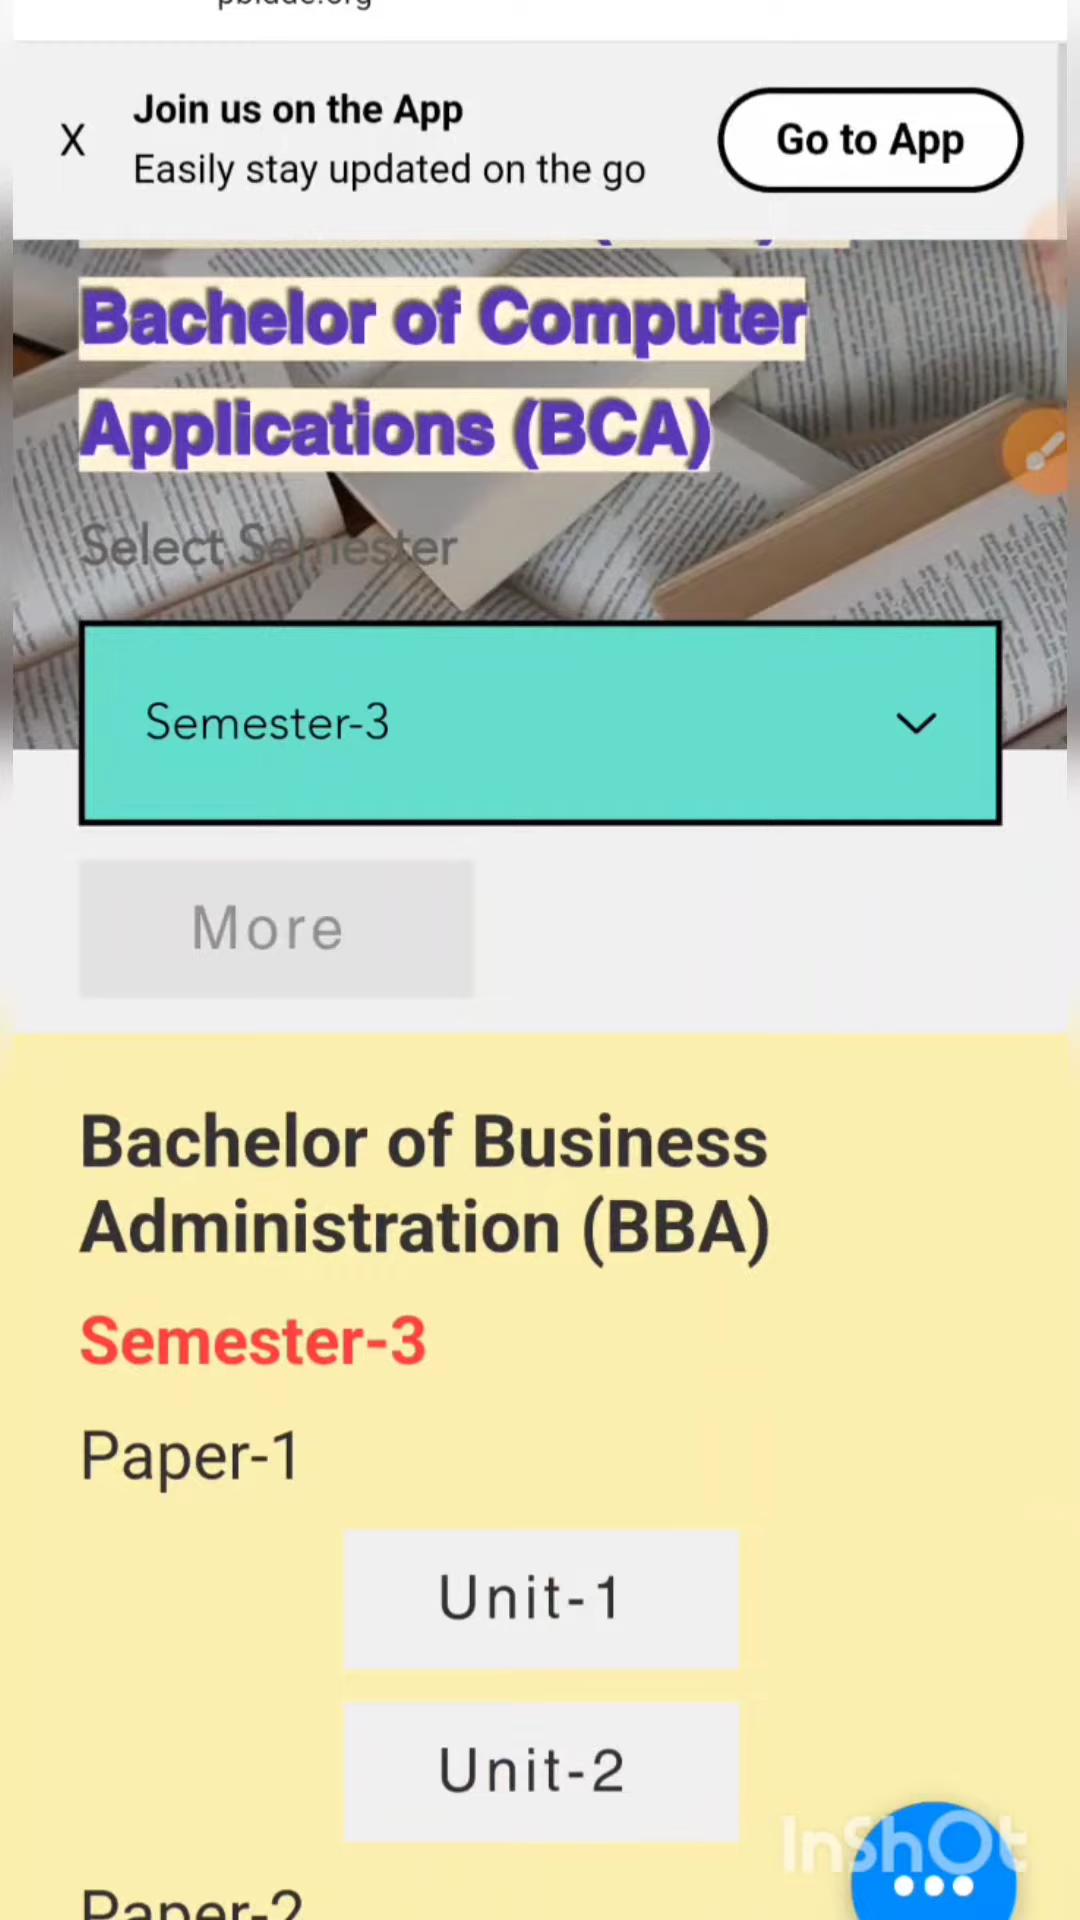 X
Join us on the App
Easily stay updated on the go
Go to App
Bachelor of Computer
Applications (BCA)
Select Semester
Semester-3
More
Bachelor of Business
Administration (BBA)
Semester-3
Paper-1
Unit-1
Unit-2
InShOt
Paper-2